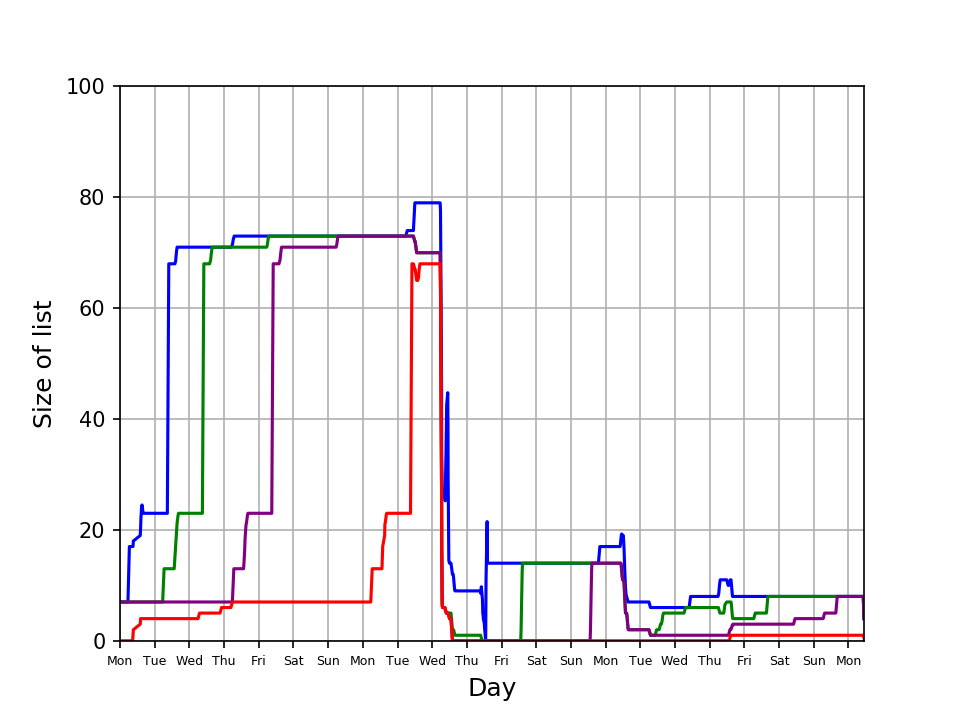 100
80
60
40
20
0
Size of list
Mon Tue Wed Thu Fri Sat Sun Mon Tue Wed Thu Fri Sat Sun Mon Tue Wed Thu Fri Sat Sun Mon
Day